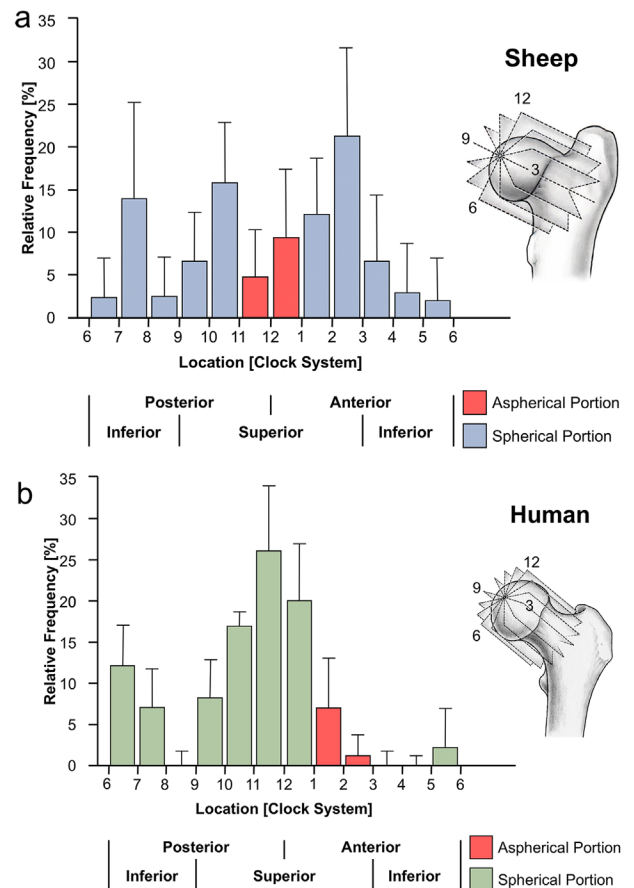 a
Sheep
Relative Frequency [%]
35
30
25
20
15
10
5
0
6 7 8 9 10 11 12 1 2 3 4 5 6
Location [Clock System]
12
9
3
6
Posterior Anterior
Inferior Superior Inferior
Aspherical Portion
Spherical Portion
b
Human
Relative Frequency [%]
35
30
25
20
15
10
5
0
6 7 8 9 10 11 12 1 2 3 4 5 6
Location [Clock System]
12
9
3
6
Posterior Anterior
Inferior Superior Inferior
Aspherical Portion
Spherical Portion